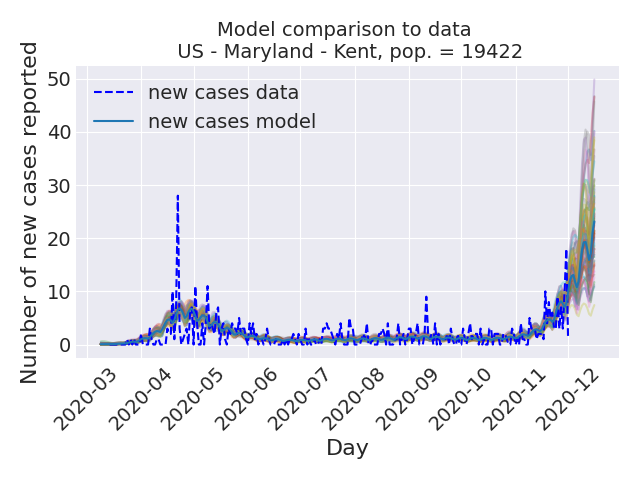 Model comparison to data
US - Maryland - Kent, pop. = 19422
Number of new cases reported
50
40
30
20
10
0
new cases data
new cases model
2020-03
2020-04
2020-05
2020-06
2020-07
2020-08
2020-09
2020-10
2020-11
2020-12
Day